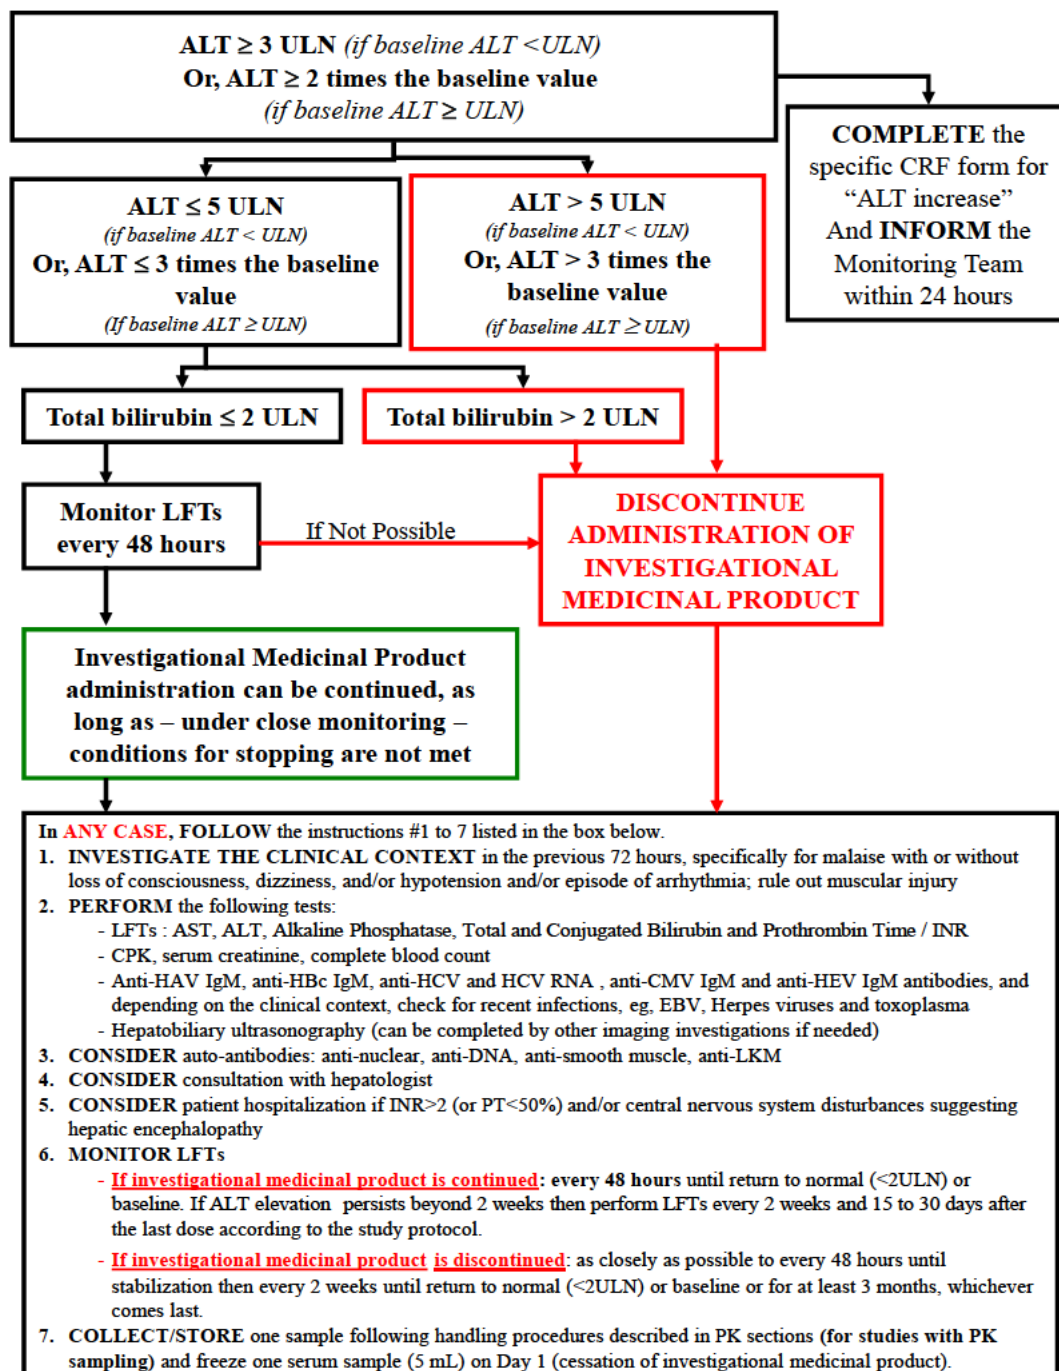 ALT ≥ 3 ULN (if baseline ALT <ULN)
Or, ALT ≥ 2 times the baseline value
(if baseline ALT ≥ ULN)
COMPLETE the
specific CRF form for
“ALT increase”
And INFORM the
Monitoring Team
within 24 hours
ALT ≤ 5 ULN
(if baseline ALT < ULN)
Or, ALT ≤ 3 times the baseline
value
(If baseline ALT ≥ ULN)
ALT > 5 ULN
(if baseline ALT < ULN)
Or, ALT > 3 times the
baseline value
(if baseline ALT ≥ ULN)
Total bilirubin ≤ 2 ULN
Total bilirubin > 2 ULN
Monitor LFTs
every 48 hours
If Not Possible
DISCONTINUE
ADMINISTRATION OF
INVESTIGATIONAL
MEDICINAL PRODUCT
Investigational Medicinal Product
administration can be continued, as
long as – under close monitoring –
conditions for stopping are not met
In ANY CASE, FOLLOW the instructions #1 to 7 listed in the box below.
1. INVESTIGATE THE CLINICAL CONTEXT in the previous 72 hours, specifically for malaise with or without
loss of consciousness, dizziness, and/or hypotension and/or episode of arrhythmia; rule out muscular injury
2. PERFORM the following tests:
- LFTs : AST, ALT, Alkaline Phosphatase, Total and Conjugated Bilirubin and Prothrombin Time / INR
- CPK, serum creatinine, complete blood count
- Anti-HAV IgM, anti-HBc IgM, anti-HCV and HCV RNA , anti-CMV IgM and anti-HEV IgM antibodies, and
depending on the clinical context, check for recent infections, eg, EBV, Herpes viruses and toxoplasma
- Hepatobiliary ultrasonography (can be completed by other imaging investigations if needed)
3. CONSIDER auto-antibodies: anti-nuclear, anti-DNA, anti-smooth muscle, anti-LKM
4. CONSIDER consultation with hepatologist
5. CONSIDER patient hospitalization if INR>2 (or PT<50%) and/or central nervous system disturbances suggesting
hepatic encephalopathy
6. MONITOR LFTs
- If investigational medicinal product is continued: every 48 hours until return to normal (<2ULN) or
baseline. If ALT elevation persists beyond 2 weeks then perform LFTs every 2 weeks and 15 to 30 days after
the last dose according to the study protocol.
- If investigational medicinal product is discontinued: as closely as possible to every 48 hours until
stabilization then every 2 weeks until return to normal (<2ULN) or baseline or for at least 3 months, whichever
comes last.
7. COLLECT/STORE one sample following handling procedures described in PK sections (for studies with PK
sampling) and freeze one serum sample (5 mL) on Day 1 (cessation of investigational medicinal product).